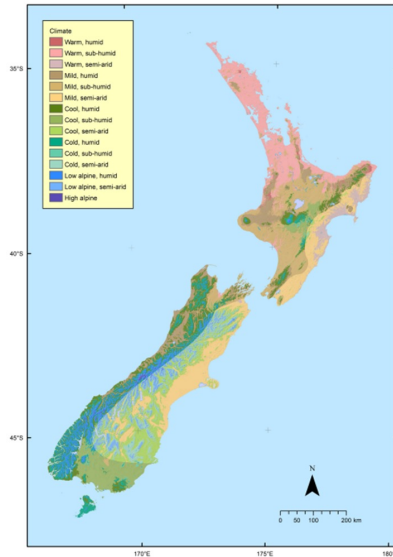 Climate
Warm, humid
Warm, sub-humid
Warm, semi-arid
Mild, humid
Mild, sub-humid
Mild, semi-arid
Cool, humid
Cool, sub-humid
Cool, semi-arid
Cold, humid
Cold, sub-humid
Cold, semi-arid
Low alpine, humid
Low alpine, semi-arid
High alpine
35°S
40°S
45°S
N
0 50 100 200 km
170°E
175°E
180°